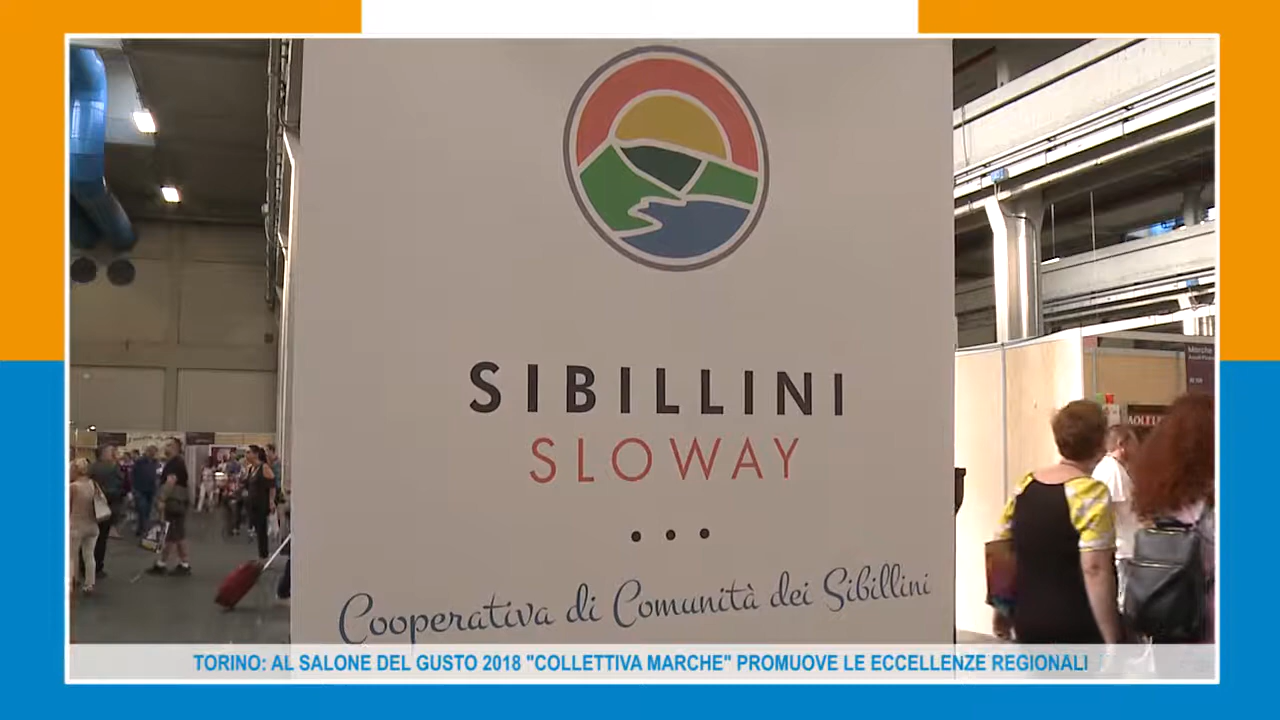 SIBILLINI
SLOWAY
Cooperativa di Comunità dei Sibillini
Marche
TORINO: AL SALONE DEL GUSTO 2018 "COLLETTIVA MARCHE" PROMUOVE LE ECCELLENZE REGIONALI